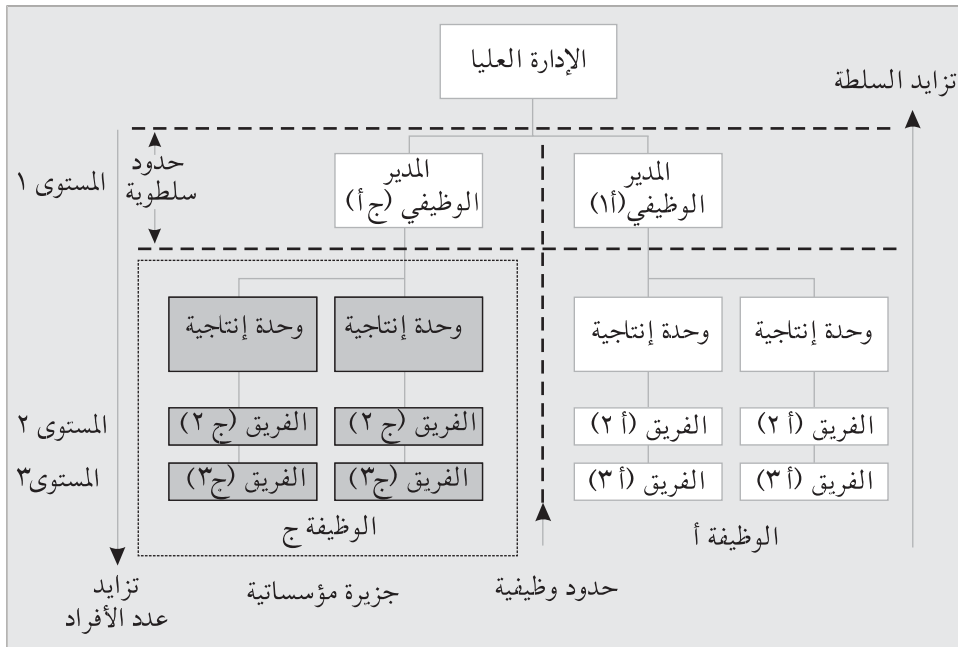 الإدارة العليا
تزايد السلطة
حدود
سلطوية
المستوى ١
المدير
الوظيفي (أ١)
المدير
الوظيفي (ج أ)
وحدة إنتاجية
وحدة إنتاجية
وحدة إنتاجية
وحدة إنتاجية
الفريق (أ ٢)
الفريق (أ ٢)
الفريق (ج ٢)
الفريق (ج ٢)
المستوى ٢
الفريق (أ ٣)
الفريق (أ ٣)
الفريق (ج٣)
الفريق (ج٣)
المستوى٣
الوظيفة أ
الوظيفة ج
حدود وظيفية
جزيرة مؤسساتية
تزايد
عدد الأفراد